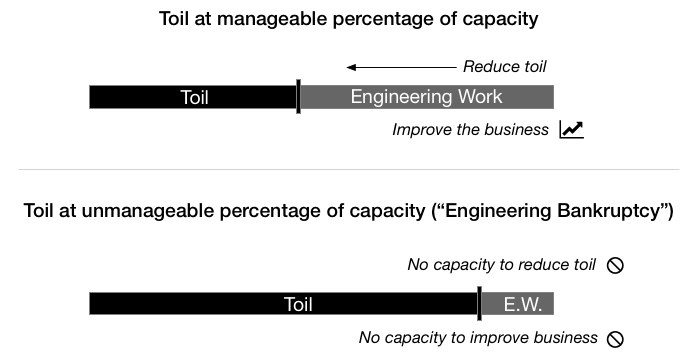 Toil at manageable percentage of capacity
Reduce toil
Toil
Engineering Work
Improve the business
Toil at unmanageable percentage of capacity (“Engineering Bankruptcy”)
No capacity to reduce toil
Toil
E.W.
No capacity to improve business